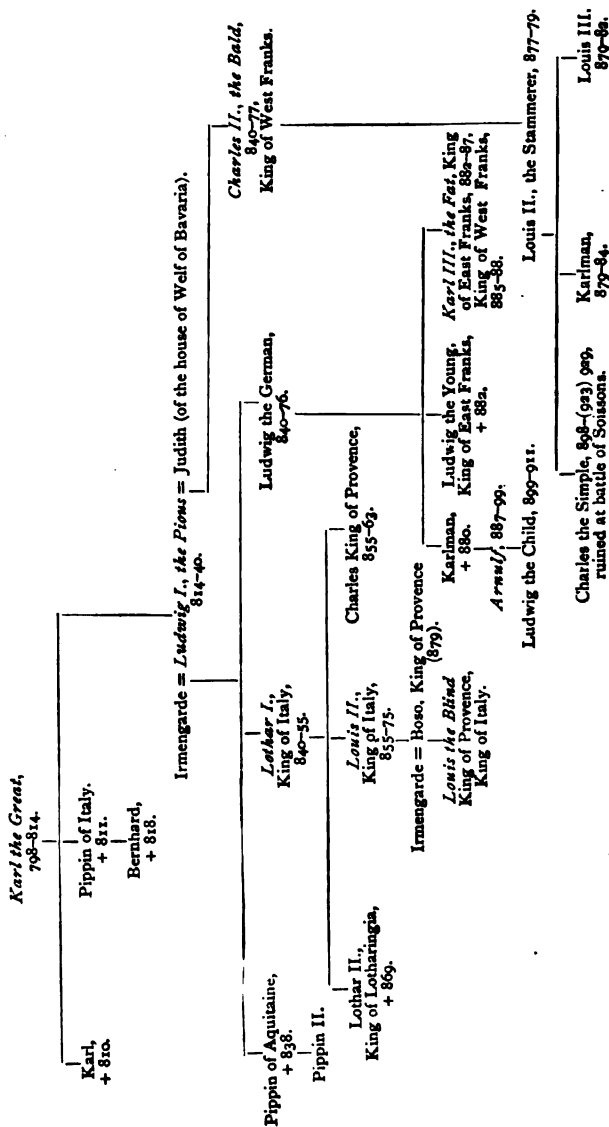 Karl the Great,
798–814.
Karl,
+ 810.
Pippin of Italy.
+ 811.
Bernhard,
+ 818.
Irmengarde = Ludwig I., the Pious = Judith (of the house of Welf of Bavaria).
814–40.
Pippin of Aquitaine,
+ 838.
Pippin II.
Lothar I.,
King of Italy,
840–55.
Ludwig the German,
840–76.
Charles II., the Bald,
840–77,
King of West Franks.
Lothar II.,
King of Lotharingia,
+ 869.
Louis II.,
King of Italy,
855–75.
Charles King of Provence,
855–63.
Irmengarde = Boso, King of Provence
(879).
Louis the Blind
King of Provence,
King of Italy.
Karlman,
+ 880.
Arnulf, 887–99.
Ludwig the Child, 899–911.
Ludwig the Young,
King of East Franks,
+ 882.
Karl III., the Fat, King
of East Franks, 882–87.
King of West Franks,
885–88.
Louis II., the Stammerer, 877–79.
Charles the Simple, 898–(923) 929,
ruined at battle of Soissons.
Karlman,
879–84.
Louis III.
879–82.